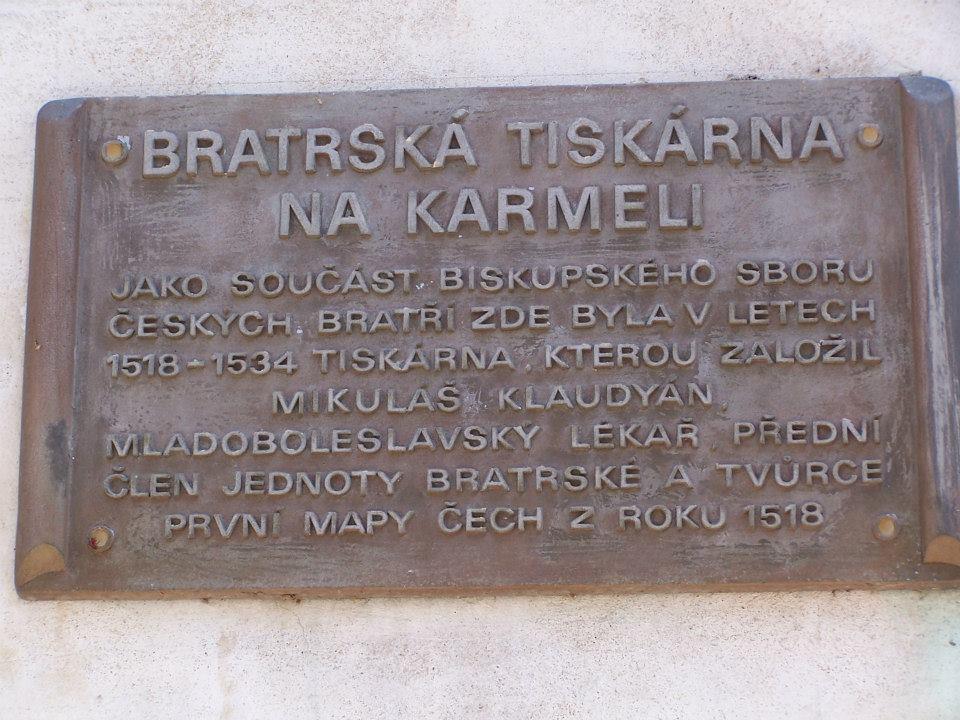 BRATRSKÁ TISKÁRNA
NA KARMELI
JAKO SOUČÁST BISKUPSKÉHO SBORU
ČESKÝCH BRATŘÍ ZDE BYLA V LETECH
1518 - 1534 TISKÁRNA, KTEROU ZALOŽIL
MIKULÁŠ KLAUDYÁN,
MLADOBOLESLAVSKÝ LÉKAŘ, PŘEDNÍ
ČLEN JEDNOTY BRATRSKÉ A TVŮRCE
PRVNÍ MAPY ČECH Z ROKU 1518